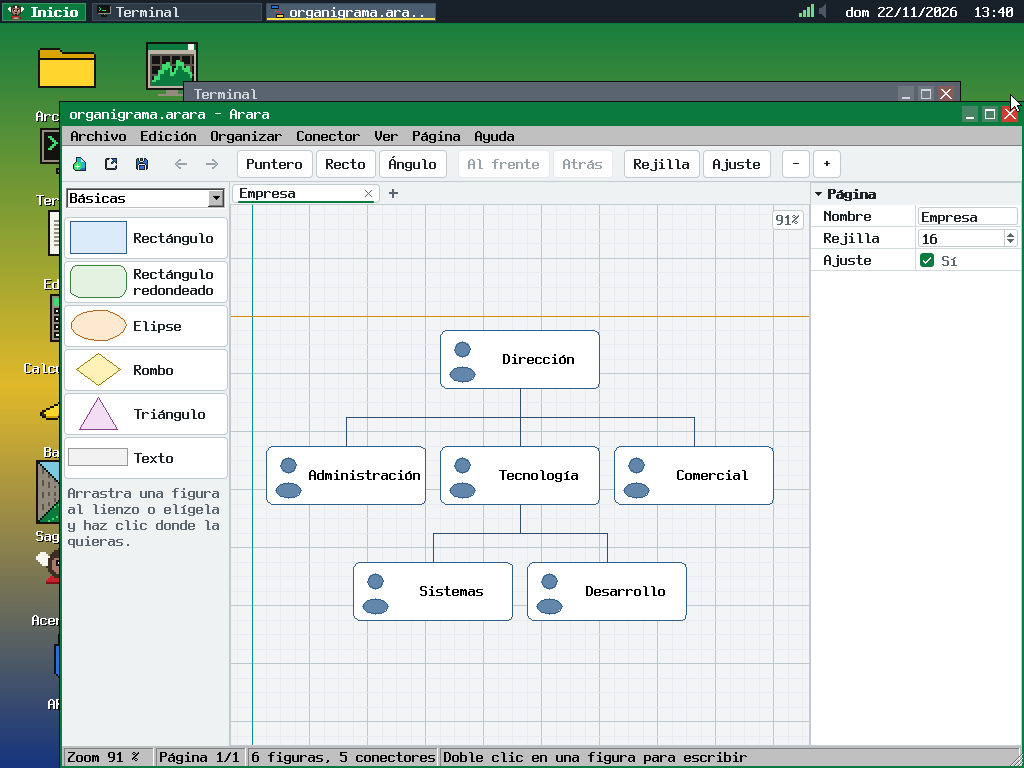 Inicio
Terminal
organigrama.ara..
dom 22/11/2026 13:40
Terminal
organigrama.arara - Arara
Archivo Edición Organizar Conector Ver Página Ayuda
Puntero Recto Ángulo Al frente Atrás Rejilla Ajuste - +
Básicas
Rectángulo
Rectángulo
redondeado
Elipse
Rombo
Triángulo
Texto
Arrastra una figura
al lienzo o elígela
y haz clic donde la
quieras.
Empresa
91%
Dirección
Administración
Tecnología
Comercial
Sistemas
Desarrollo
Página
Nombre Empresa
Rejilla 16
Ajuste Sí
Zoom 91 % Página 1/1 6 figuras, 5 conectores Doble clic en una figura para escribir